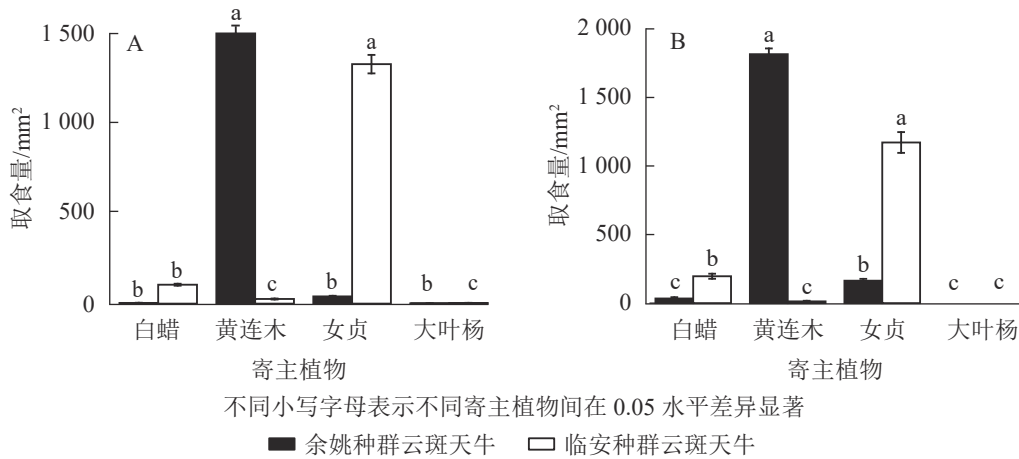 A
a
a
b
b
c
b
b
c
1 500
1 000
500
0
取食量/mm²
白蜡 黄连木 女贞 大叶杨
寄主植物
B
a
a
c
b
c
b
c
c
2 000
1 500
1 000
500
0
取食量/mm²
白蜡 黄连木 女贞 大叶杨
寄主植物
不同小写字母表示不同寄主植物间在 0.05 水平差异显著
余姚种群云斑天牛 临安种群云斑天牛